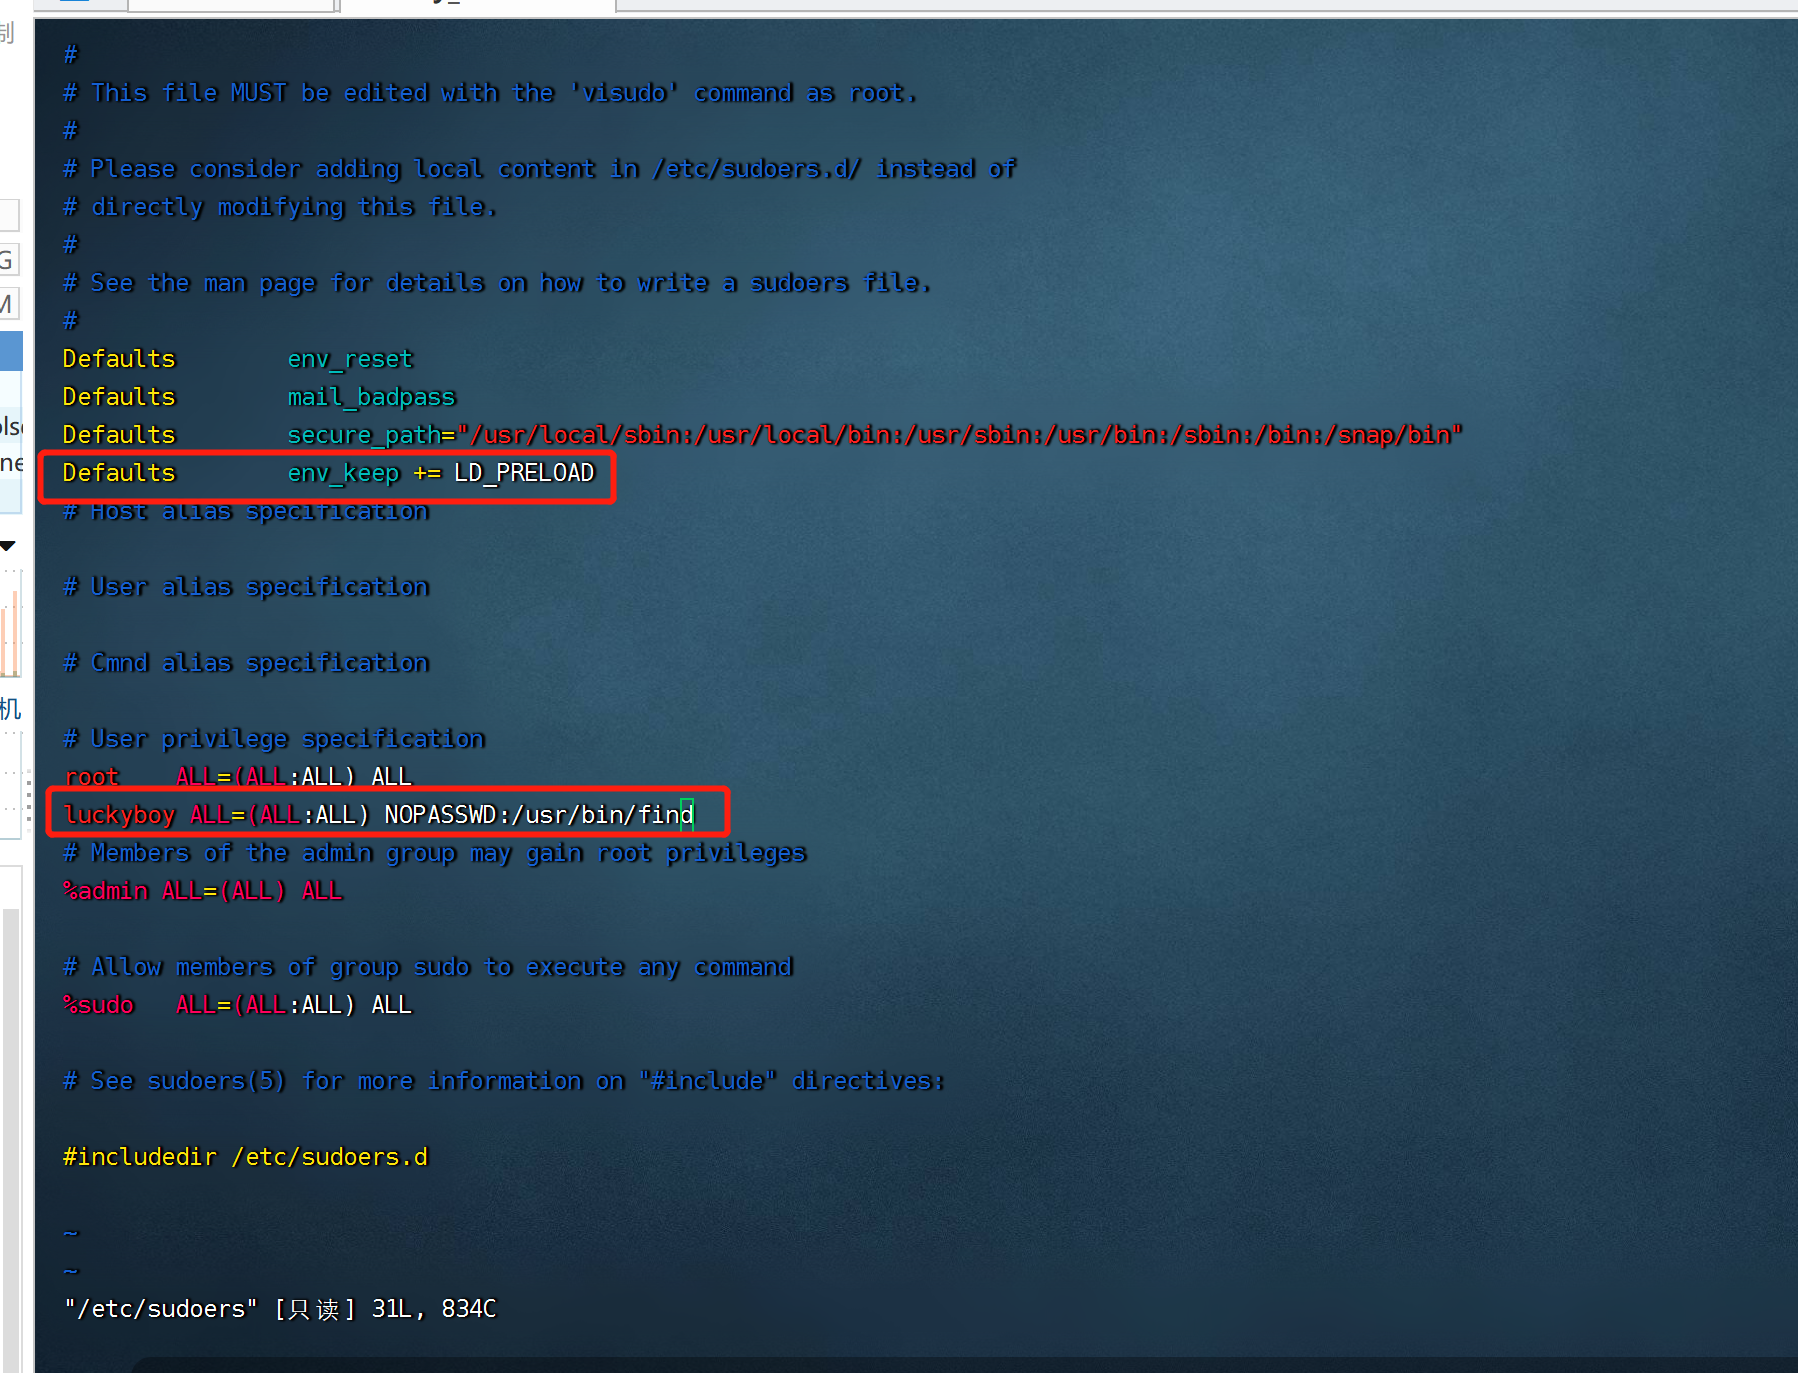 制
G
M
ols
ne
机
#
# This file MUST be edited with the 'visudo' command as root.
#
# Please consider adding local content in /etc/sudoers.d/ instead of
# directly modifying this file.
#
# See the man page for details on how to write a sudoers file.
#
Defaults        env_reset
Defaults        mail_badpass
Defaults        secure_path="/usr/local/sbin:/usr/local/bin:/usr/sbin:/usr/bin:/sbin:/bin:/snap/bin"
Defaults        env_keep += LD_PRELOAD
# Host alias specification
# User alias specification
# Cmnd alias specification
# User privilege specification
root    ALL=(ALL:ALL) ALL
luckyboy ALL=(ALL:ALL) NOPASSWD:/usr/bin/find
# Members of the admin group may gain root privileges
%admin ALL=(ALL) ALL
# Allow members of group sudo to execute any command
%sudo   ALL=(ALL:ALL) ALL
# See sudoers(5) for more information on "#include" directives:
#includedir /etc/sudoers.d
~
~
"/etc/sudoers" [只读] 31L, 834C